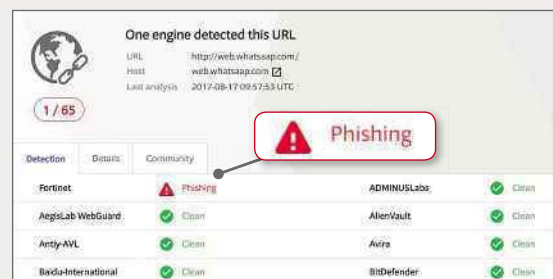 One engine detected this URL
URL http://web.whatsaap.com/
Host web.whatsaap.com
Last analysis 2017-08-17 09:57:53 UTC
1 / 65
Phishing
Detection Details Community
Fortinet Phishing ADMINUSLabs Clean
AegisLab WebGuard Clean AlienVault Clean
Antiy-AVL Clean Avira Clean
Baidu-International Clean BitDefender Clean